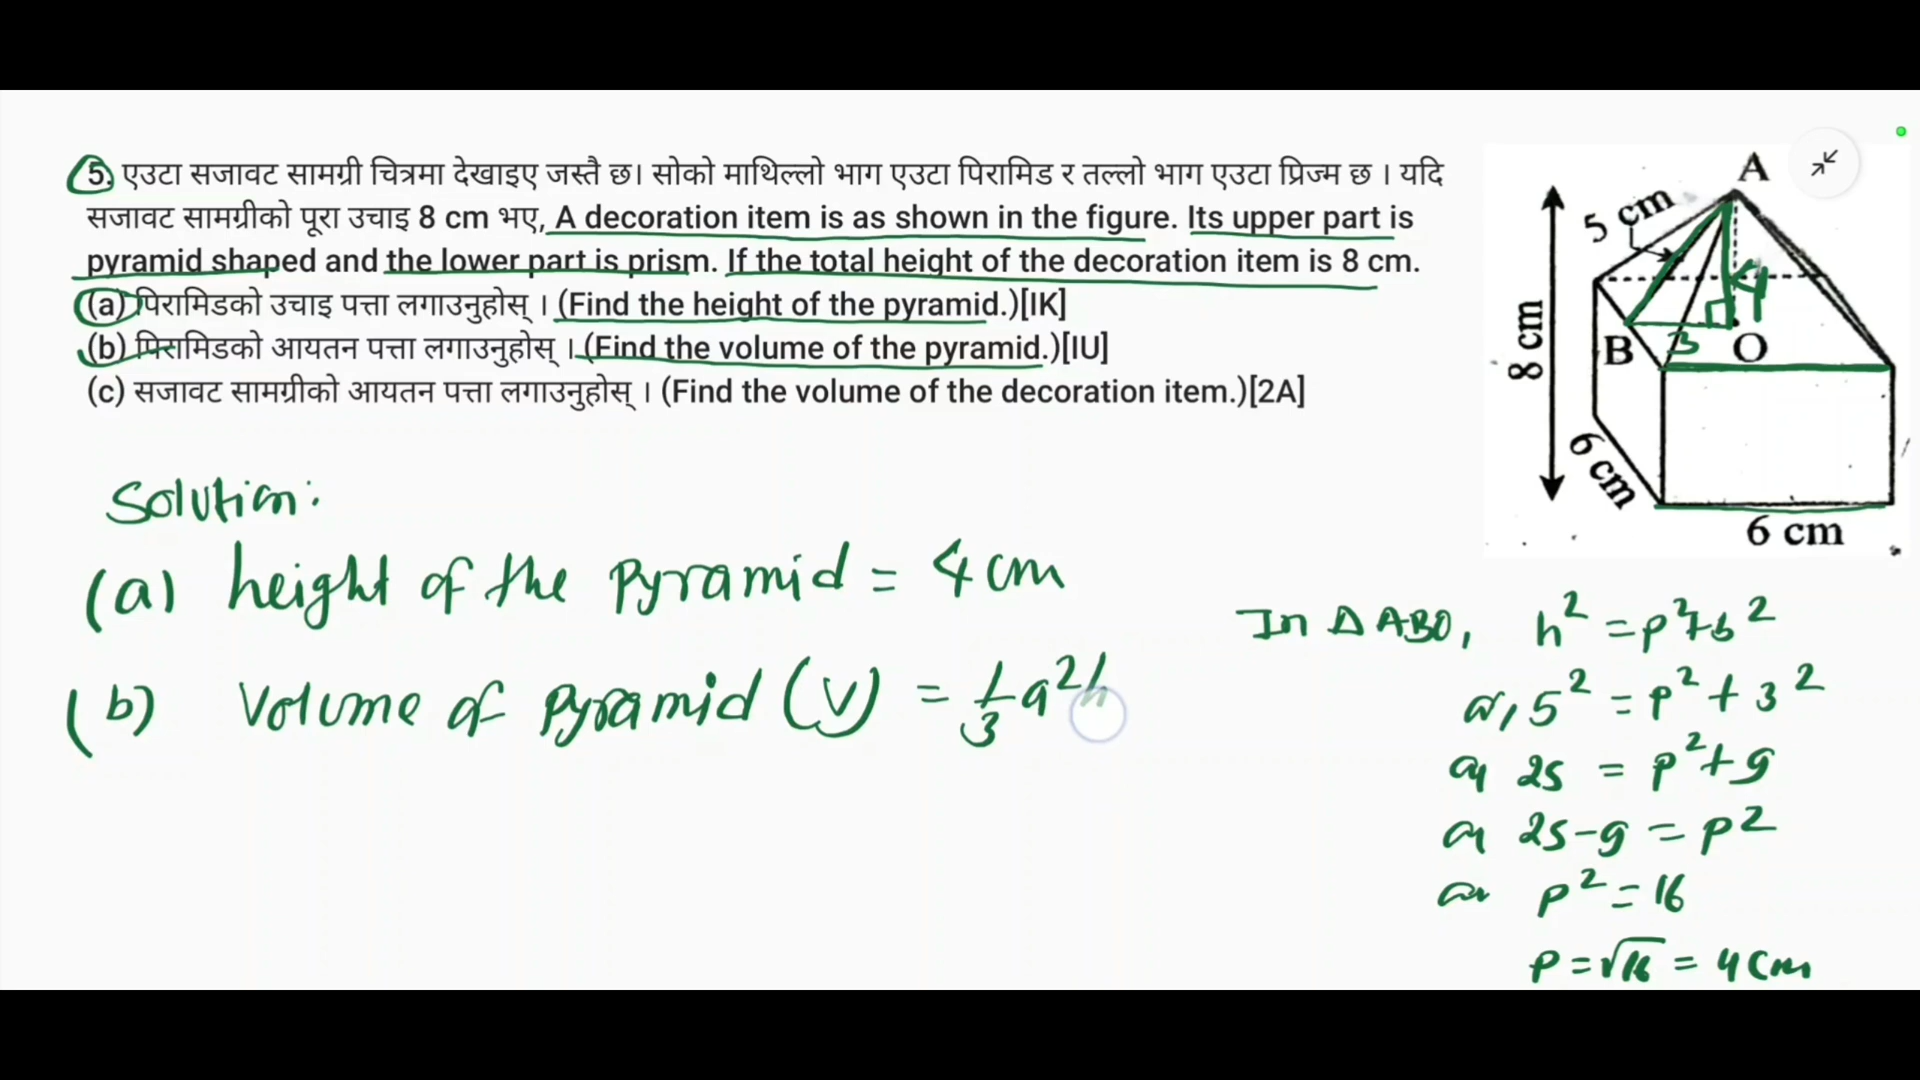 5. एउटा सजावट सामग्री चित्रमा देखाइए जस्तै छ। सोको माथिल्लो भाग एउटा पिरामिड र तल्लो भाग एउटा प्रिज्म छ । यदि
सजावट सामग्रीको पूरा उचाइ 8 cm भए, A decoration item is as shown in the figure. Its upper part is
pyramid shaped and the lower part is prism. If the total height of the decoration item is 8 cm.
(a) पिरामिडको उचाइ पत्ता लगाउनुहोस् । (Find the height of the pyramid.)[IK]
(b) पिरामिडको आयतन पत्ता लगाउनुहोस् । (Find the volume of the pyramid.)[IU]
(c) सजावट सामग्रीको आयतन पत्ता लगाउनुहोस् । (Find the volume of the decoration item.)[2A]
A
5 cm
4
8 cm
B 3 O
6 cm
6 cm
Solution:
(a) height of the pyramid = 4 cm
(b) Volume of pyramid (V) = 1/3 a²h
In ΔABO, h² = p²+b²
or, 5² = p² + 3²
or 25 = p² + 9
or 25-9 = p²
or p² = 16
p = √16 = 4 cm